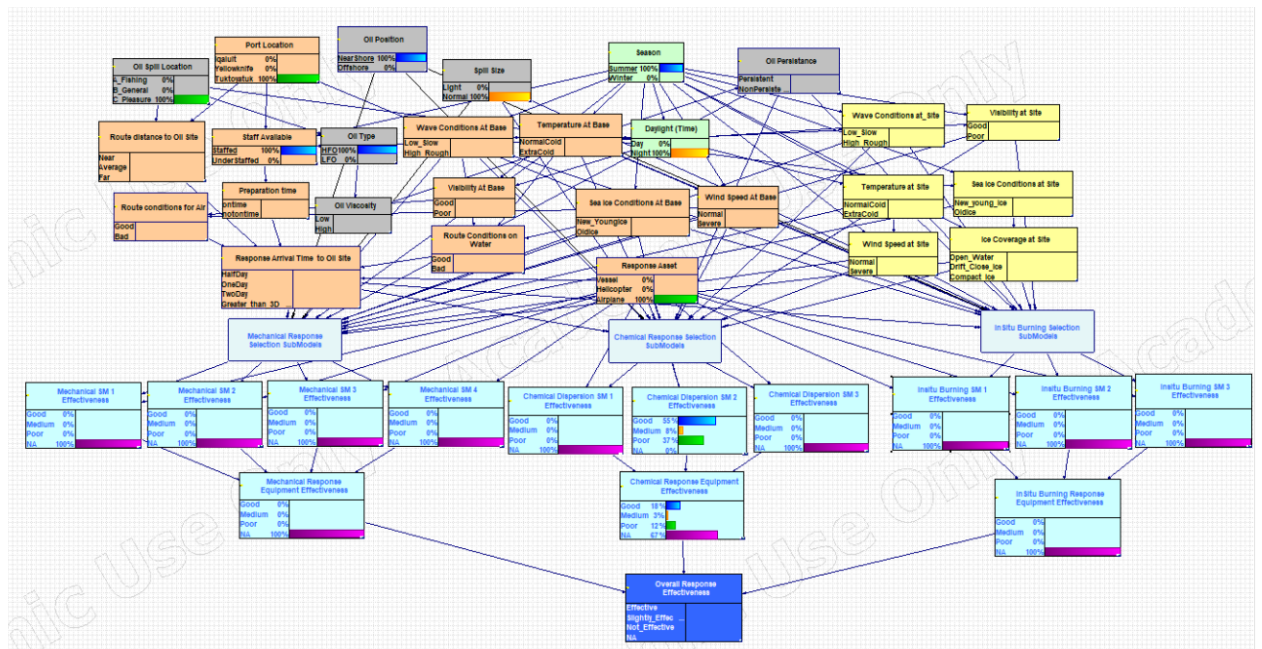 Oil Spill Location
A_Fishing 0%
B_General 0%
C_Pleasure 100%
Port Location
Iqaluit 0%
Yellowknife 0%
Tuktoyatuk 100%
Oil Position
NearShore 100%
Offshore 0%
Spill Size
Light 0%
Normal 100%
Season
Summer 100%
Winter 0%
Oil Persistance
Persistent
NonPersiste ...
Route distance to Oil Site
Near
Average
Far
Staff Available
Staffed 100%
UnderStaffed 0%
Oil Type
HFO 100%
LFO 0%
Wave Conditions At Base
Low_Slow
High_Rough
Temperature At Base
NormalCold
ExtraCold
Daylight (Time)
Day 0%
Night 100%
Wave Conditions at_Site
Low_Slow
High_Rough
Visibility at Site
Good
Poor
Route conditions for Air
Good
Bad
Preparation time
ontime
notontime
Oil Viscosity
Low
High
Visibility At Base
Good
Poor
Sea Ice Conditions At Base
New_YoungIce
OldIce
Wind Speed At Base
Normal
Severe
Temperature at Site
NormalCold
ExtraCold
Sea Ice Conditions at Site
New_young_Ice
OldIce
Response Arrival Time to Oil Site
HalfDay
OneDay
TwoDay
Greater than 3D ...
Route Conditions on
Water
Good
Bad
Response Asset
Vessel 0%
Helicopter 0%
Airplane 100%
Wind Speed at Site
Normal
Severe
Ice Coverage at Site
Open_Water
Drift_Close_Ice
Compact_Ice
Mechanical Response
Selection SubModels
Chemical Response Selection
SubModels
InSitu Burning Selection
SubModels
Mechanical SM 1
Effectiveness
Good 0%
Medium 0%
Poor 0%
NA 100%
Mechanical SM 2
Effectiveness
Good 0%
Medium 0%
Poor 0%
NA 100%
Mechanical SM 3
Effectiveness
Good 0%
Medium 0%
Poor 0%
NA 100%
Mechanical SM 4
Effectiveness
Good 0%
Medium 0%
Poor 0%
NA 100%
Chemical Dispersion SM 1
Effectiveness
Good 0%
Medium 0%
Poor 0%
NA 100%
Chemical Dispersion SM 2
Effectiveness
Good 55%
Medium 8%
Poor 37%
NA 0%
Chemical Dispersion SM 3
Effectiveness
Good 0%
Medium 0%
Poor 0%
NA 100%
Insitu Burning SM 1
Effectiveness
Good 0%
Medium 0%
Poor 0%
NA 100%
Insitu Burning SM 2
Effectiveness
Good 0%
Medium 0%
Poor 0%
NA 100%
Insitu Burning SM 3
Effectiveness
Good 0%
Medium 0%
Poor 0%
NA 100%
Mechanical Response
Equipment Effectiveness
Good 0%
Medium 0%
Poor 0%
NA 100%
Chemical Response Equipment
Effectiveness
Good 18%
Medium 3%
Poor 12%
NA 67%
InSitu Burning Response
Equipment Effectiveness
Good 0%
Medium 0%
Poor 0%
NA 100%
Overall Response
Effectiveness
Effective
Slightly_Effec ...
Not_Effective
NA
mic Use Only
Acade